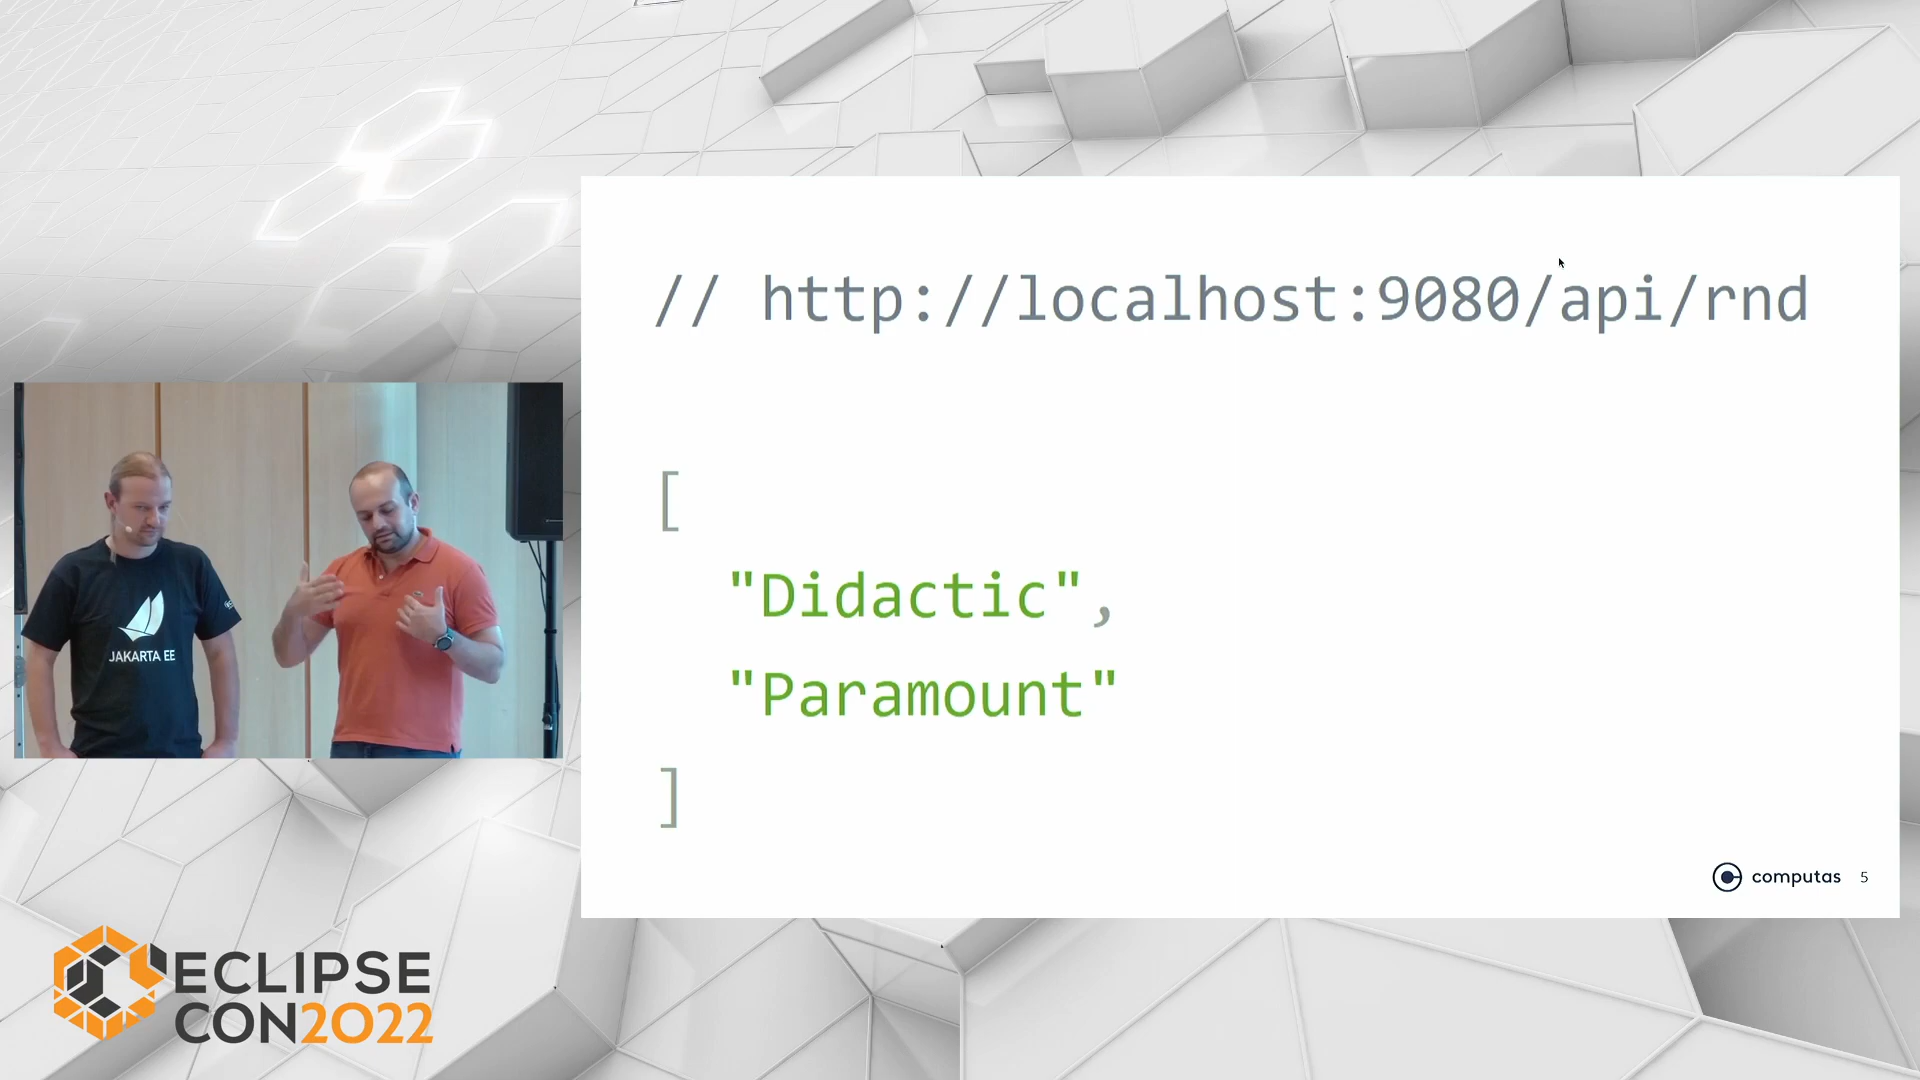 // http://localhost:9080/api/rnd
[
"Didactic",
"Paramount"
]
computas 5
JAKARTA EE
ECLIPSE
CON2022